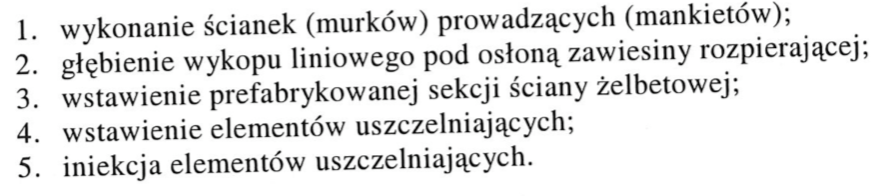 1. wykonanie ścianek (murków) prowadzących (mankietów);
2. głębienie wykopu liniowego pod osłoną zawiesiny rozpierającej;
3. wstawienie prefabrykowanej sekcji ściany żelbetowej;
4. wstawienie elementów uszczelniających;
5. iniekcja elementów uszczelniających.